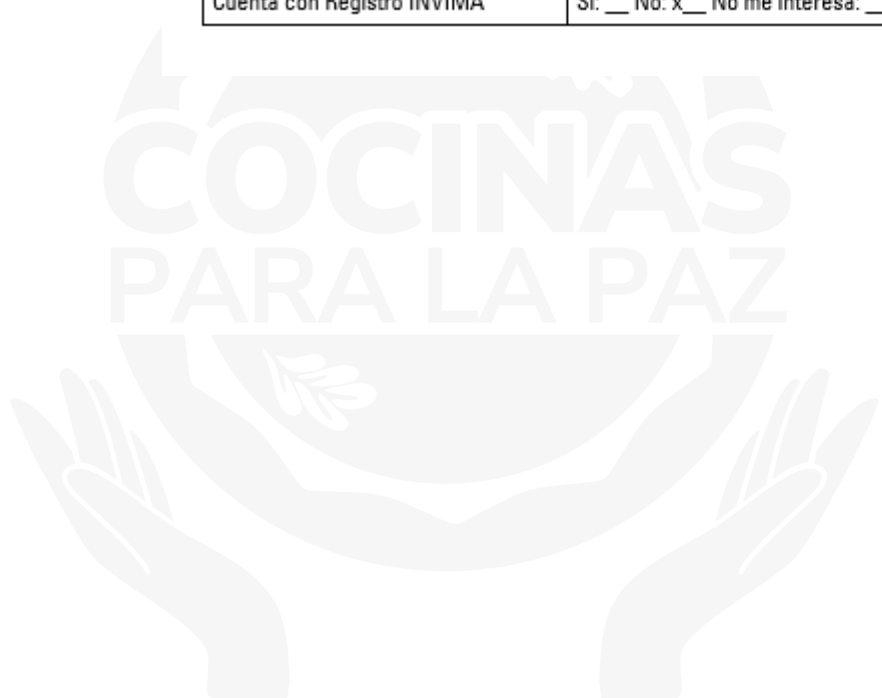 Cuenta con Registro INVIMA Si: __ No: x__ No me interesa: __
COCINAS
PARA LA PAZ